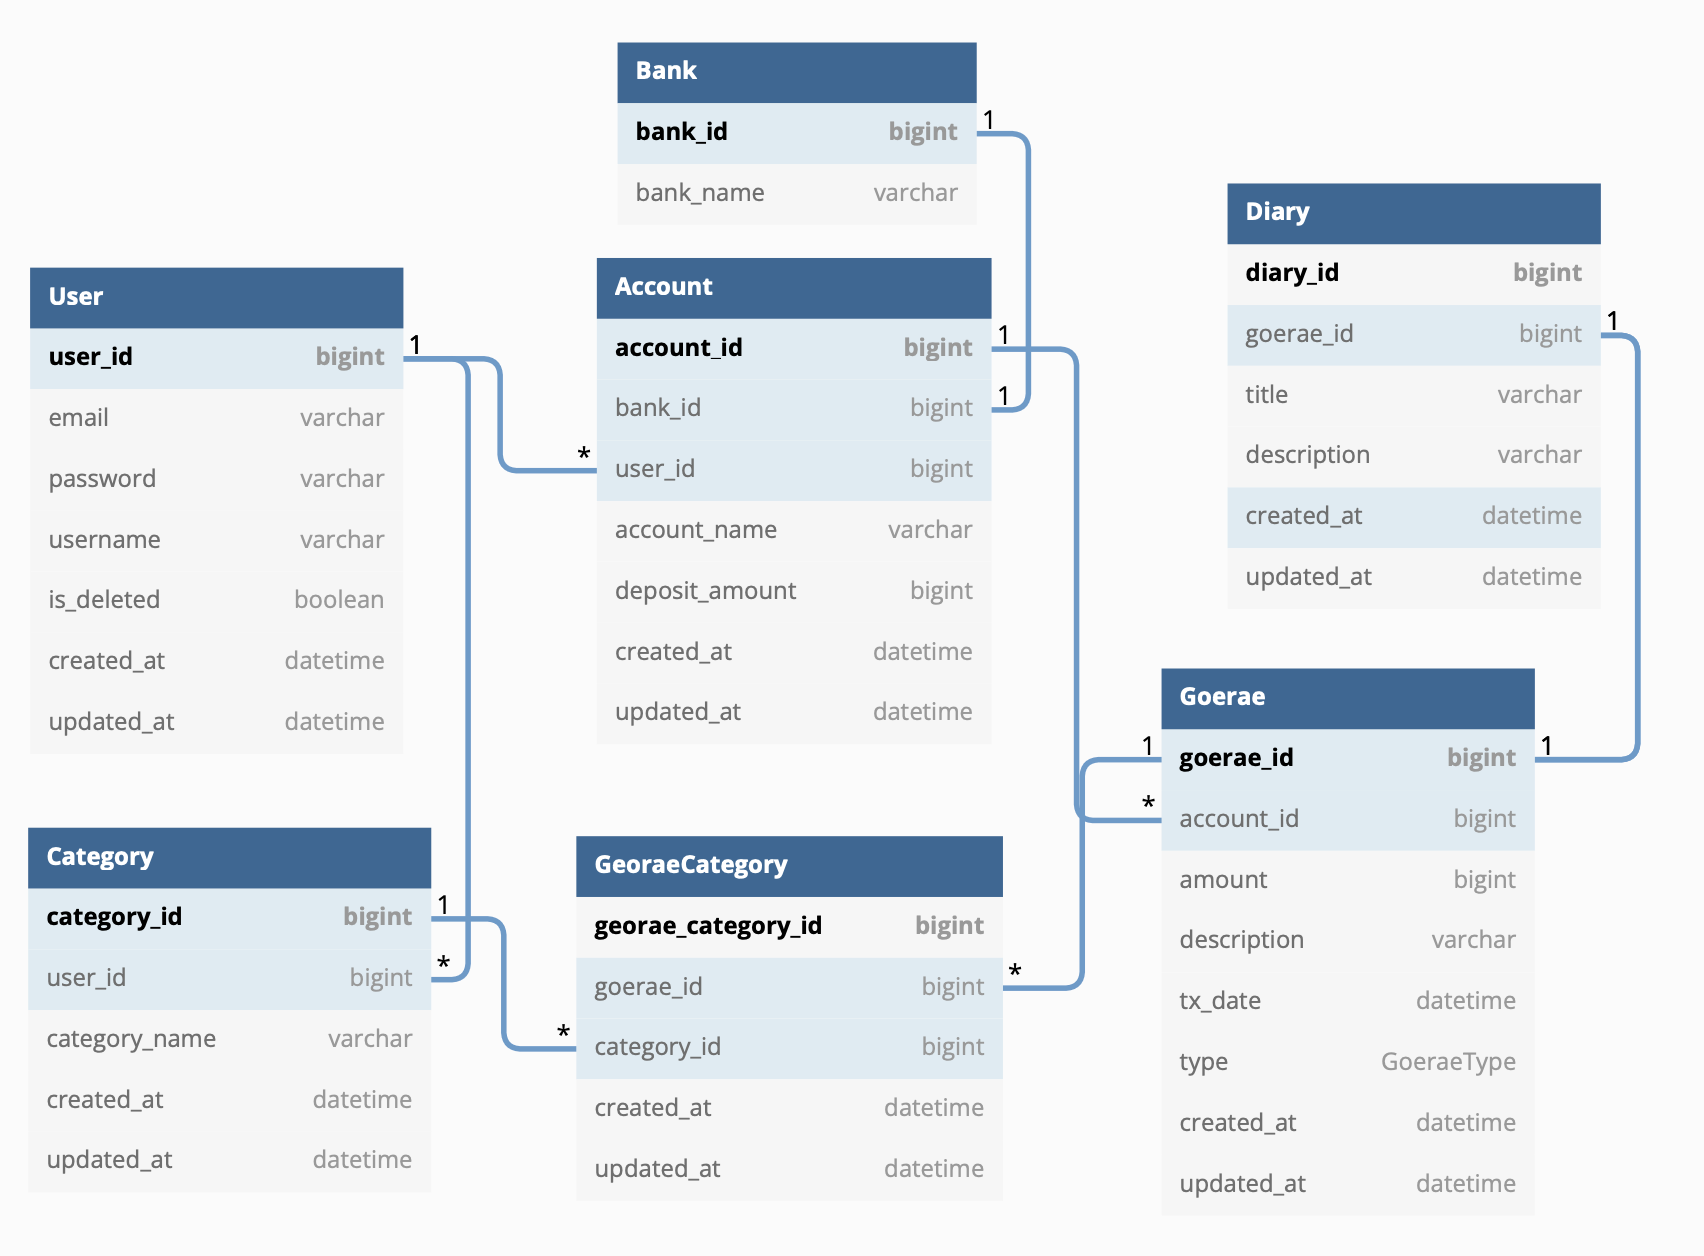 Bank
bank_id bigint
bank_name varchar
1
User
user_id bigint
email varchar
password varchar
username varchar
is_deleted boolean
created_at datetime
updated_at datetime
1
Account
account_id bigint
bank_id bigint
user_id bigint
account_name varchar
deposit_amount bigint
created_at datetime
updated_at datetime
1
1
*
Diary
diary_id bigint
goerae_id bigint
title varchar
description varchar
created_at datetime
updated_at datetime
1
Category
category_id bigint
user_id bigint
category_name varchar
created_at datetime
updated_at datetime
1
*
GeoraeCategory
georae_category_id bigint
goerae_id bigint
category_id bigint
created_at datetime
updated_at datetime
*
*
Goerae
goerae_id bigint
account_id bigint
amount bigint
description varchar
tx_date datetime
type GoeraeType
created_at datetime
updated_at datetime
1
1
*